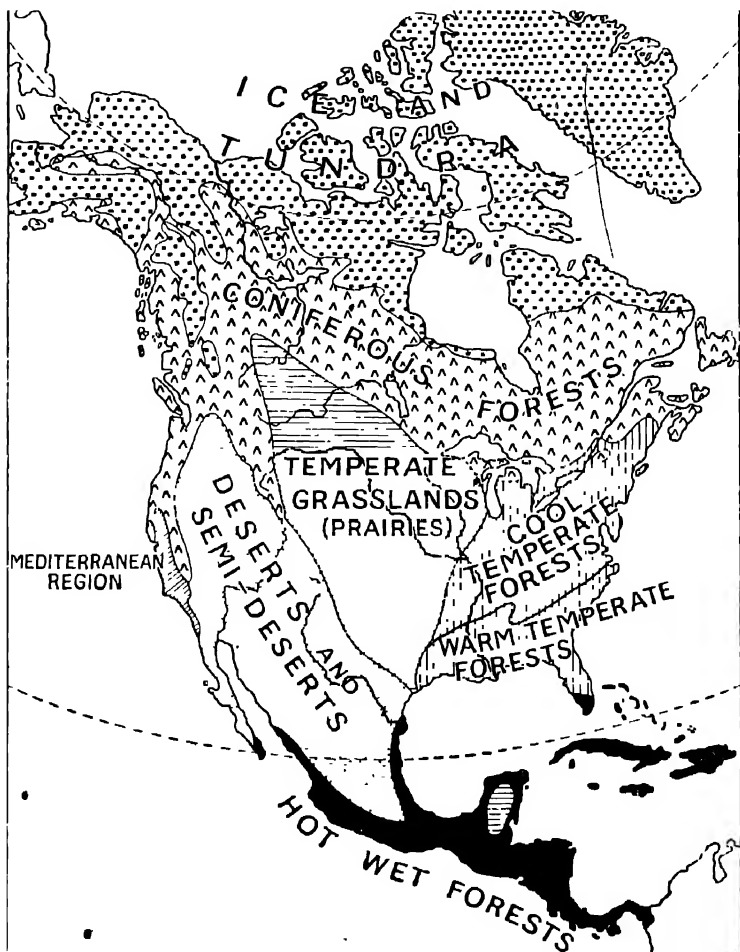 ICE AND
TUNDRA
CONIFEROUS
FORESTS
TEMPERATE
GRASSLANDS
(PRAIRIES)
COOL
TEMPERATE
FORESTS
DESERTS AND
SEMI-DESERTS
MEDITERRANEAN
REGION
WARM TEMPERATE
FORESTS
HOT WET FORESTS